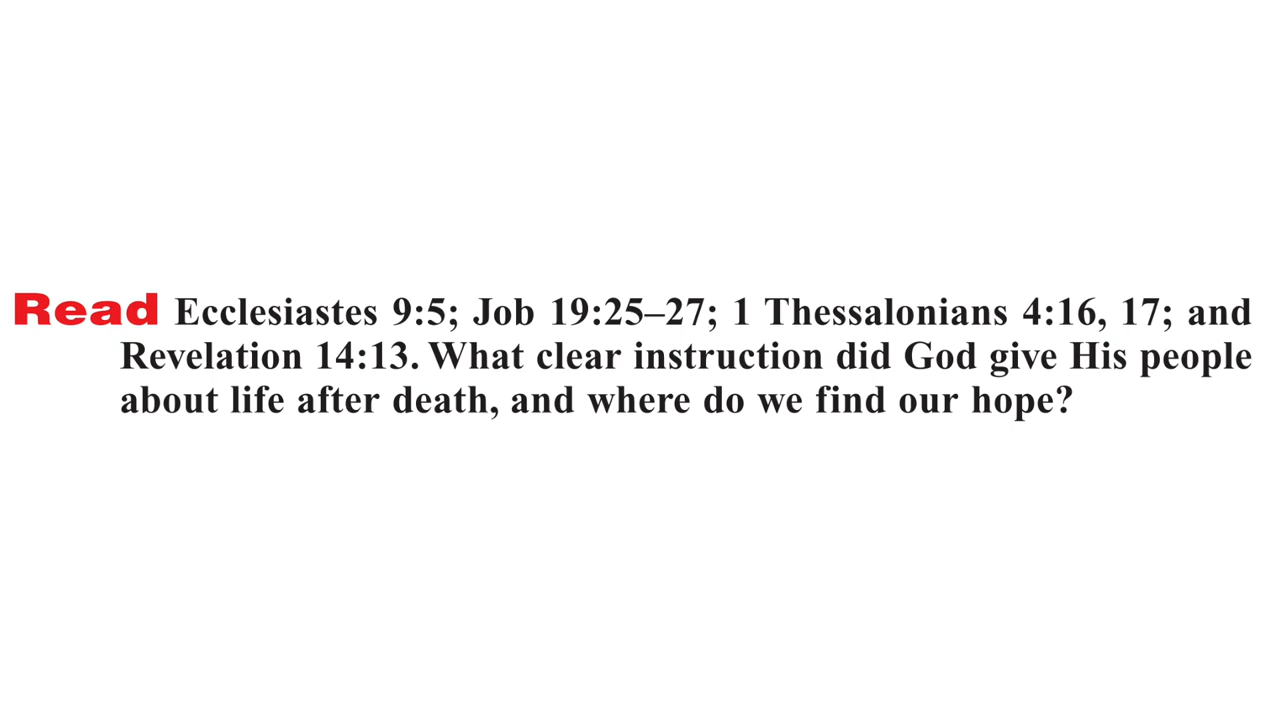 Read Ecclesiastes 9:5; Job 19:25–27; 1 Thessalonians 4:16, 17; and
Revelation 14:13. What clear instruction did God give His people
about life after death, and where do we find our hope?